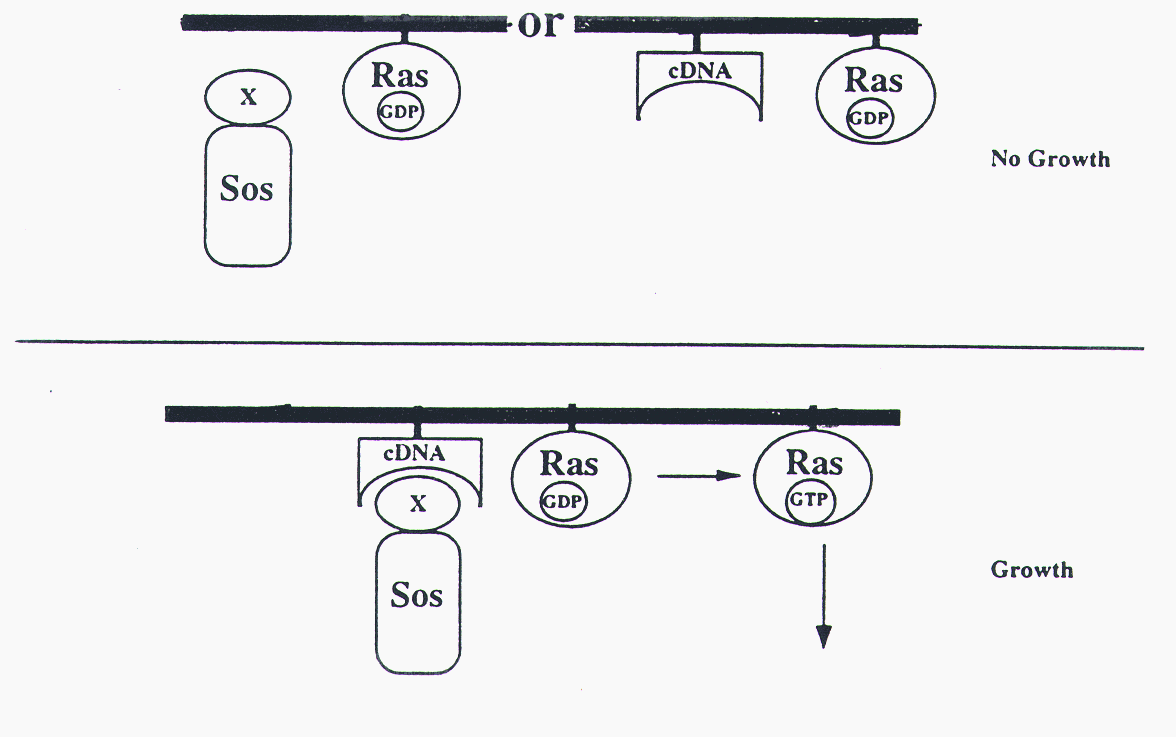 or
Ras
GDP
X
Sos
cDNA
Ras
GDP
No Growth
cDNA
X
Sos
Ras
GDP
Ras
GTP
Growth